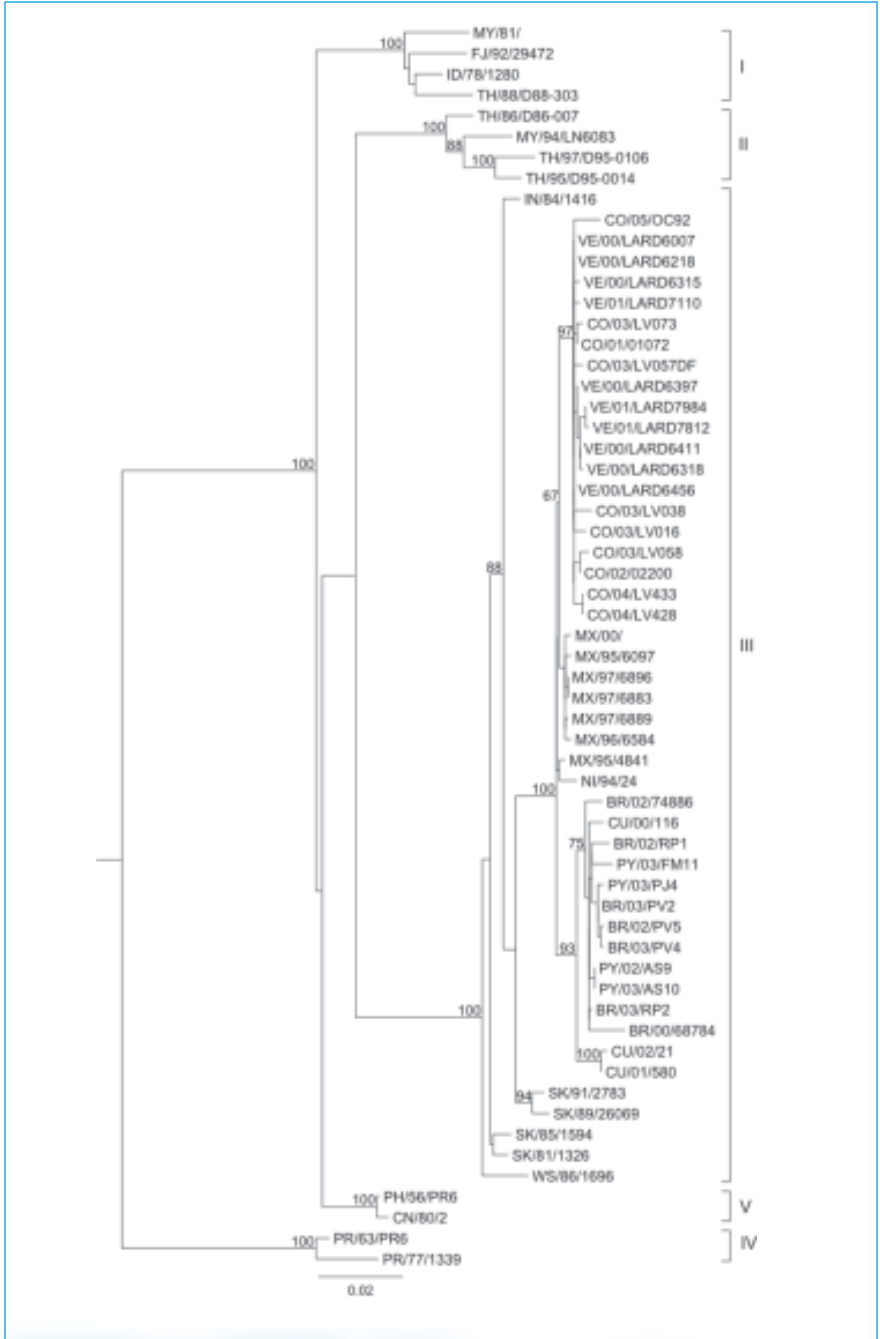 MY/81/
100
FJ/92/29472
I
ID/78/1280
TH/88/D88-303
TH/86/D86-007
100
MY/94/LN6083
88
II
TH/97/D95-0106
100
TH/95/D95-0014
IN/84/1416
CO/05/OC92
VE/00/LARD6007
VE/00/LARD6218
VE/00/LARD6315
VE/01/LARD7110
CO/03/LV073
97
CO/01/01072
CO/03/LV057DF
VE/00/LARD6397
VE/01/LARD7984
VE/01/LARD7812
VE/00/LARD6411
100
VE/00/LARD6318
VE/00/LARD6456
67
CO/03/LV038
CO/03/LV016
CO/03/LV058
88
CO/02/02200
CO/04/LV433
CO/04/LV428
MX/00/
III
MX/95/6097
MX/97/6896
MX/97/6883
MX/97/6889
MX/96/6584
MX/95/4841
NI/94/24
100
BR/02/74886
CU/00/116
75
BR/02/RP1
PY/03/FM11
PY/03/PJ4
BR/03/PV2
BR/02/PV5
BR/03/PV4
93
PY/02/AS9
PY/03/AS10
BR/03/RP2
100
BR/00/68784
CU/02/21
100
CU/01/580
SK/91/2783
94
SK/89/26069
SK/85/1594
SK/81/1326
WS/86/1696
PH/56/PR6
100
V
CN/80/2
PR/63/PR6
100
IV
PR/77/1339
0.02